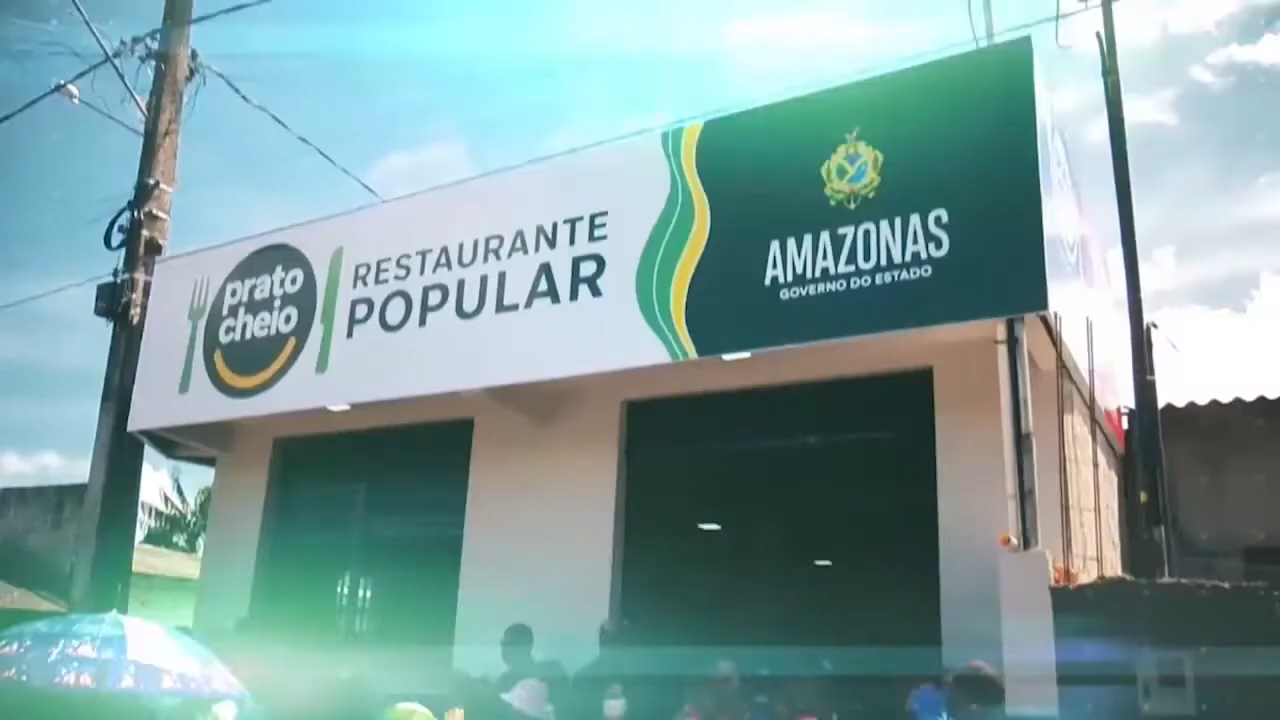 prato
cheio
RESTAURANTE
POPULAR
AMAZONAS
GOVERNO DO ESTADO